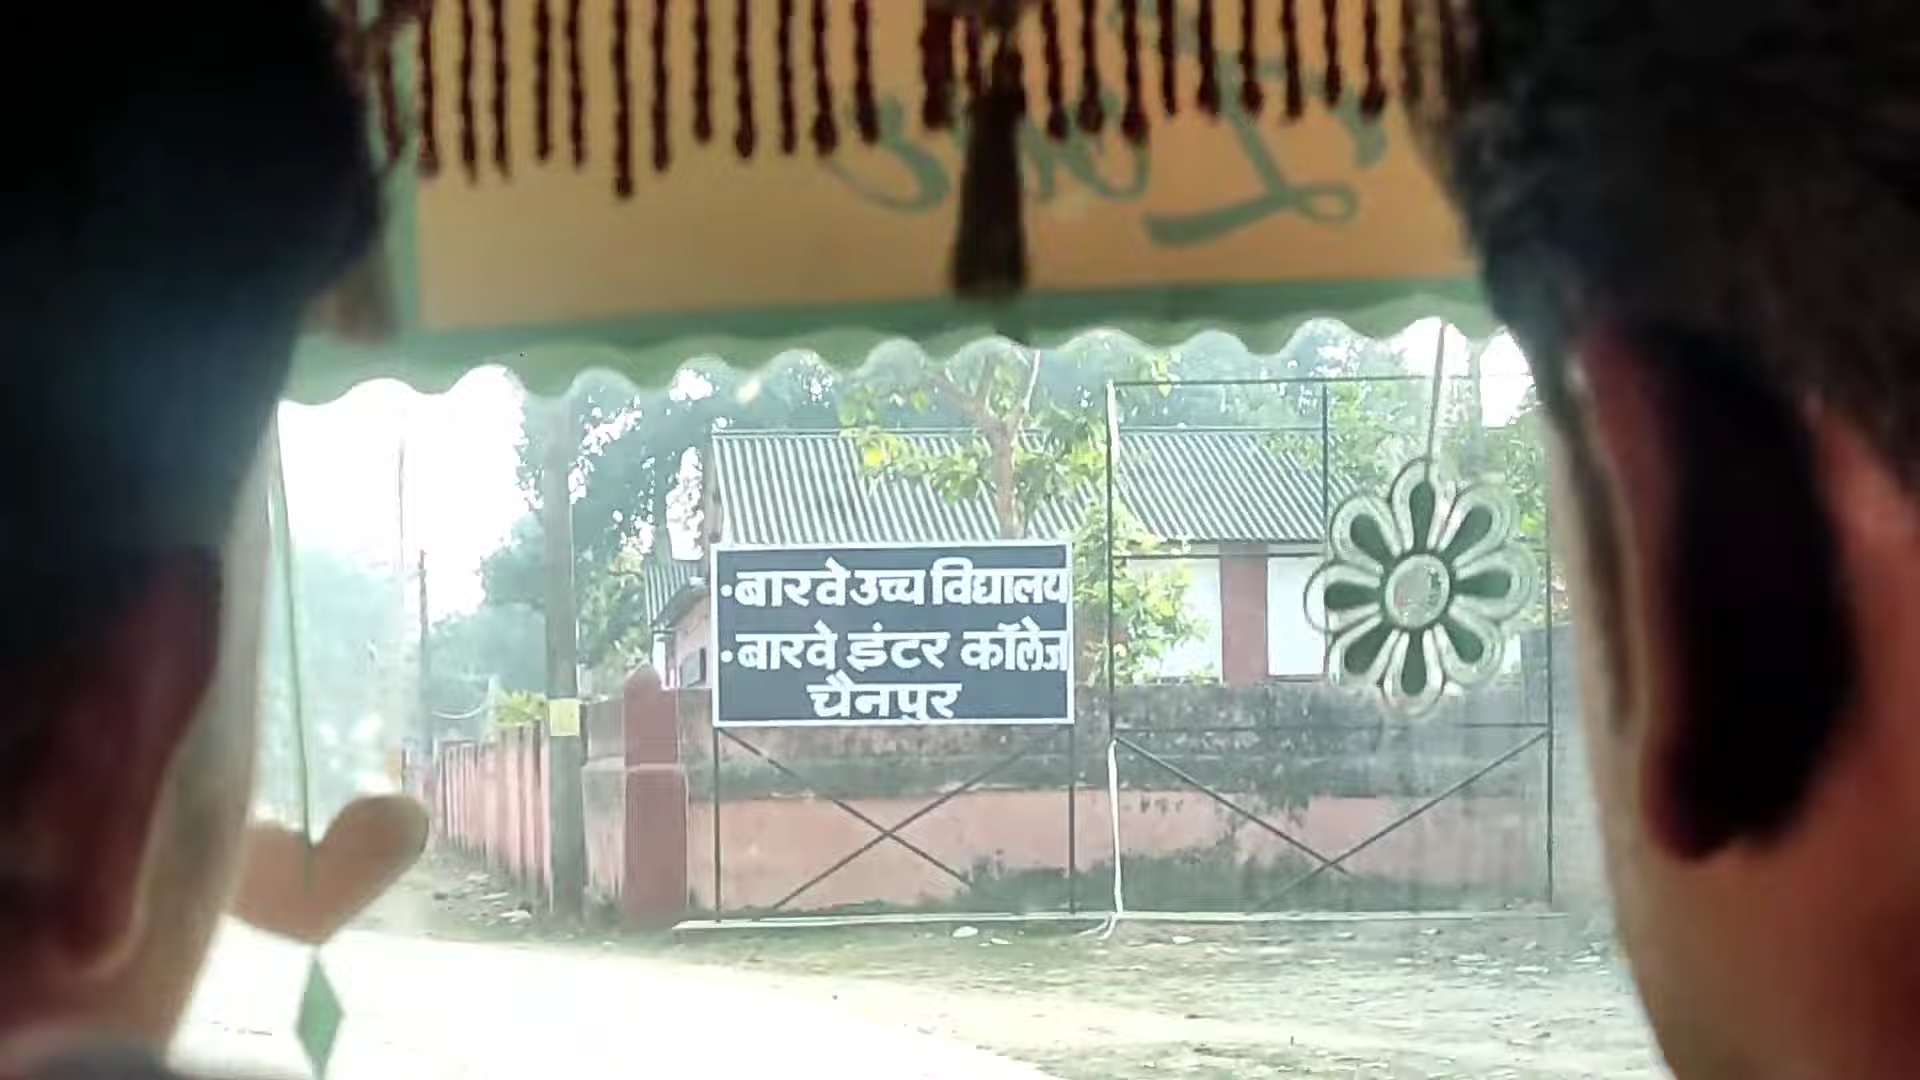 ·बारवे उच्च विद्यालय
·बारवे इंटर कॉलेज
चैनपुर